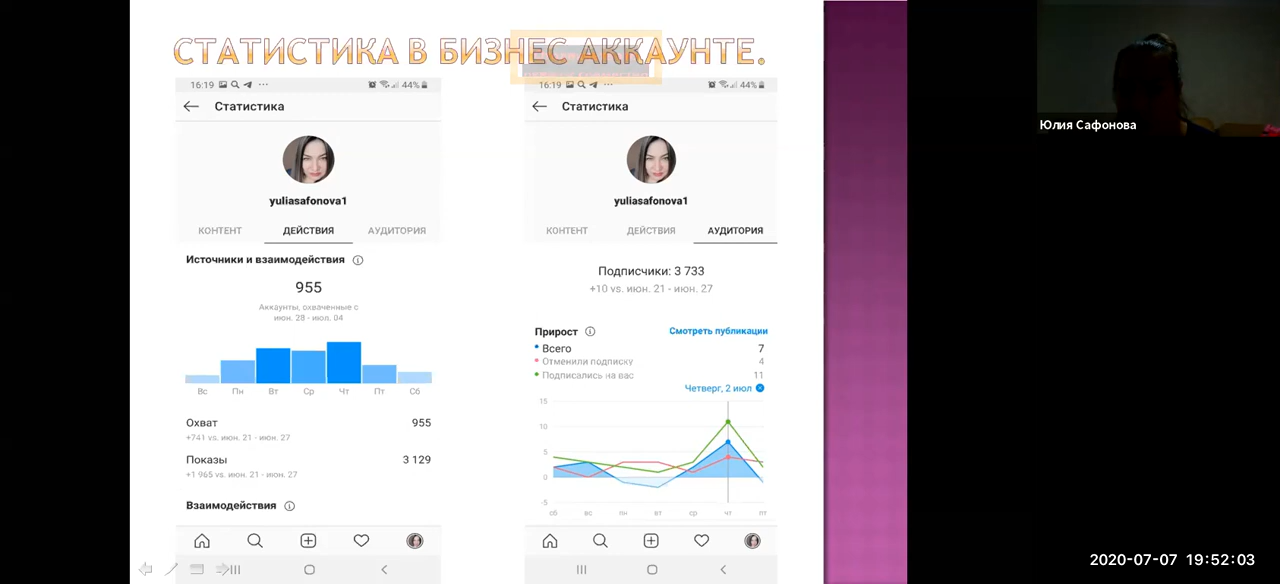 СТАТИСТИКА В БИЗНЕС АККАУНТЕ.
16:19
44%
Статистика
yuliasafonova1
КОНТЕНТ
ДЕЙСТВИЯ
АУДИТОРИЯ
Источники и взаимодействия
955
Аккаунты, охваченные с
июн. 28 - июл. 04
Вс
Пн
Вт
Ср
Чт
Пт
Сб
Охват
955
+741 vs. июн. 21 - июн. 27
Показы
3 129
+1 965 vs. июн. 21 - июн. 27
Взаимодействия
16:19
44%
Статистика
yuliasafonova1
КОНТЕНТ
ДЕЙСТВИЯ
АУДИТОРИЯ
Подписчики: 3 733
+10 vs. июн. 21 - июн. 27
Прирост
Смотреть публикации
Всего
7
Отменили подписку
4
Подписались на вас
11
Четверг, 2 июл
15
10
5
0
-5
сб
вс
пн
вт
ср
чт
пт
Юлия Сафонова
2020-07-07 19:52:03